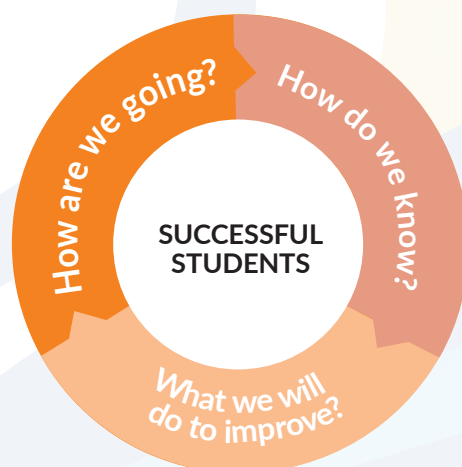 How are we going?
How do we know?
SUCCESSFUL
STUDENTS
What we will
do to improve?